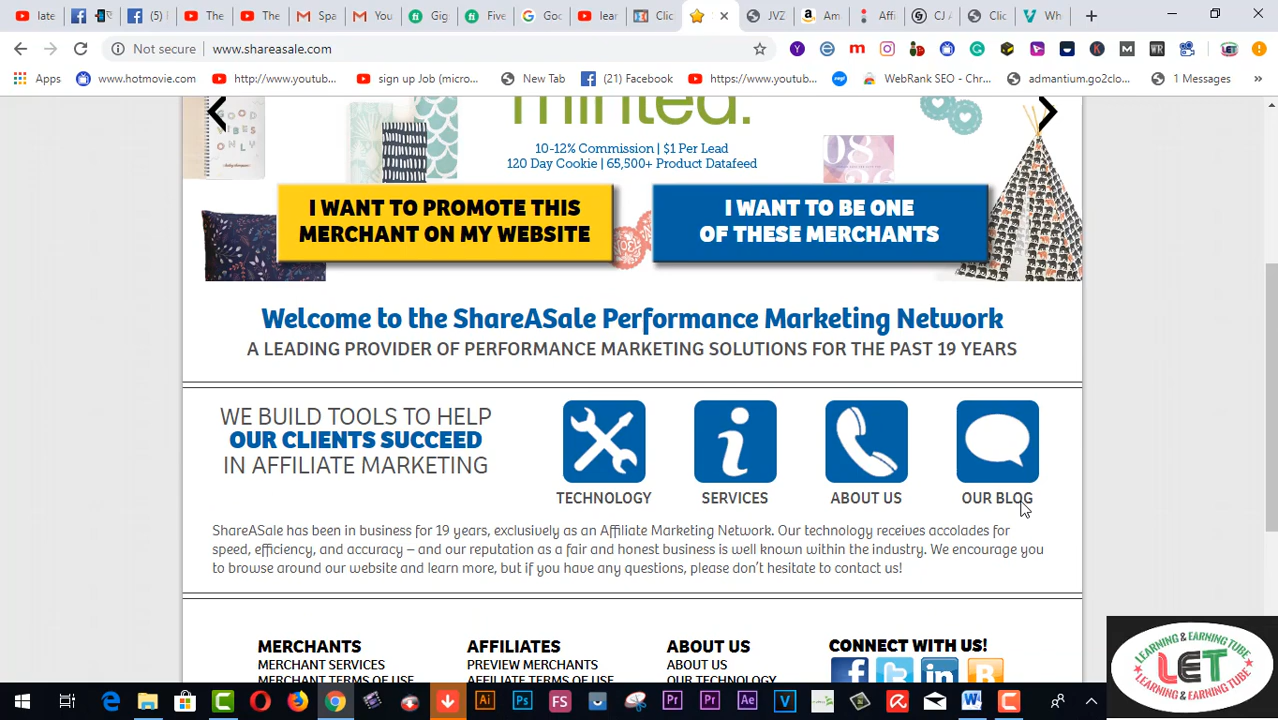 late
(5)
The
The
Spa
You
Gig
Five
Goo
lear
Clic
JVZ
Am
Affi
CJ A
Clic
Wh
Not secure
www.shareasale.com
Apps
www.hotmovie.com
http://www.youtub...
sign up Job (micro...
New Tab
(21) Facebook
https://www.youtub...
WebRank SEO - Chr...
admantium.go2clo...
1 Messages
GOOD
VIBES
ONLY
minted.
10-12% Commission | $1 Per Lead
120 Day Cookie | 65,500+ Product Datafeed
I WANT TO PROMOTE THIS
MERCHANT ON MY WEBSITE
I WANT TO BE ONE
OF THESE MERCHANTS
Welcome to the ShareASale Performance Marketing Network
A LEADING PROVIDER OF PERFORMANCE MARKETING SOLUTIONS FOR THE PAST 19 YEARS
WE BUILD TOOLS TO HELP
OUR CLIENTS SUCCEED
IN AFFILIATE MARKETING
TECHNOLOGY
SERVICES
ABOUT US
OUR BLOG
ShareASale has been in business for 19 years, exclusively as an Affiliate Marketing Network. Our technology receives accolades for
speed, efficiency, and accuracy – and our reputation as a fair and honest business is well known within the industry. We encourage you
to browse around our website and learn more, but if you have any questions, please don't hesitate to contact us!
MERCHANTS
MERCHANT SERVICES
MERCHANT TERMS OF USE
AFFILIATES
PREVIEW MERCHANTS
AFFILIATE TERMS OF USE
ABOUT US
ABOUT US
OUR TECHNOLOGY
CONNECT WITH US!
LEARNING & EARNING TUBE
LET
LEARNING & EARNING TUBE